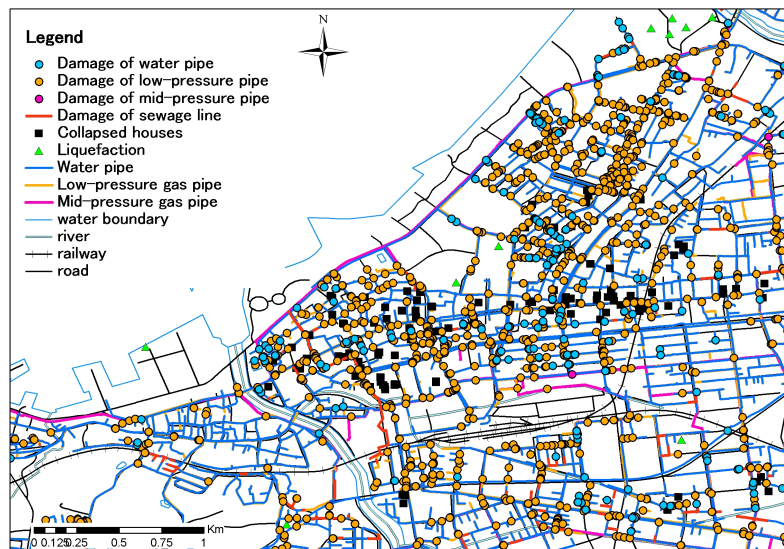 N
Legend
Damage of water pipe
Damage of low-pressure pipe
Damage of mid-pressure pipe
Damage of sewage line
Collapsed houses
Liquefaction
Water pipe
Low-pressure gas pipe
Mid-pressure gas pipe
water boundary
river
railway
road
Km
0 0.125 0.25 0.5 0.75 1